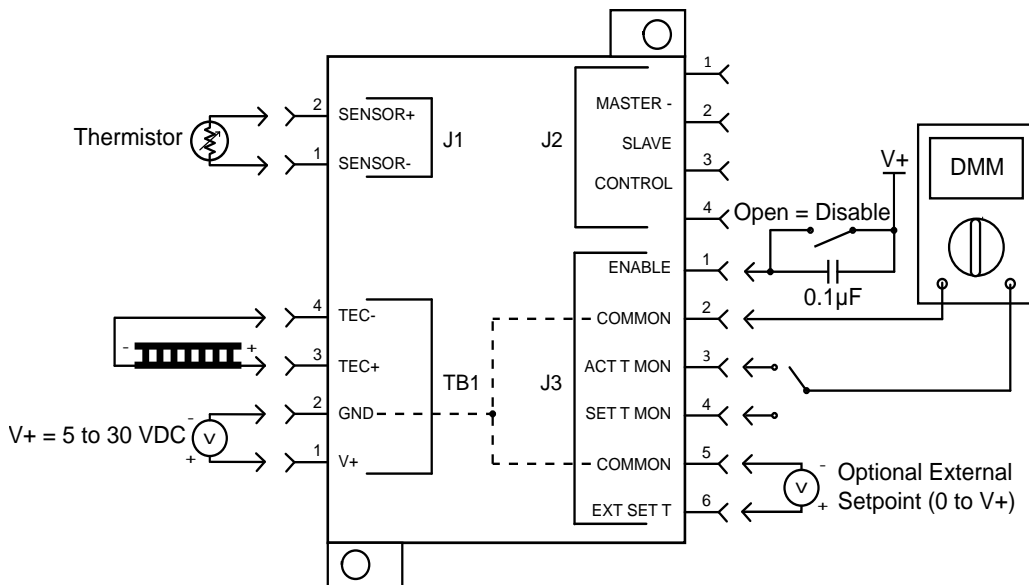 Thermistor
2
SENSOR+
1
SENSOR-
J1
J2
1
MASTER -
2
SLAVE
3
CONTROL
4
V+
DMM
Open = Disable
0.1µF
ENABLE
1
COMMON
2
ACT T MON
3
SET T MON
4
COMMON
5
EXT SET T
6
J3
4
TEC-
3
TEC+
- +
TB1
2
GND
1
V+
V+ = 5 to 30 VDC
-
V
+
-
V
+
Optional External
Setpoint (0 to V+)